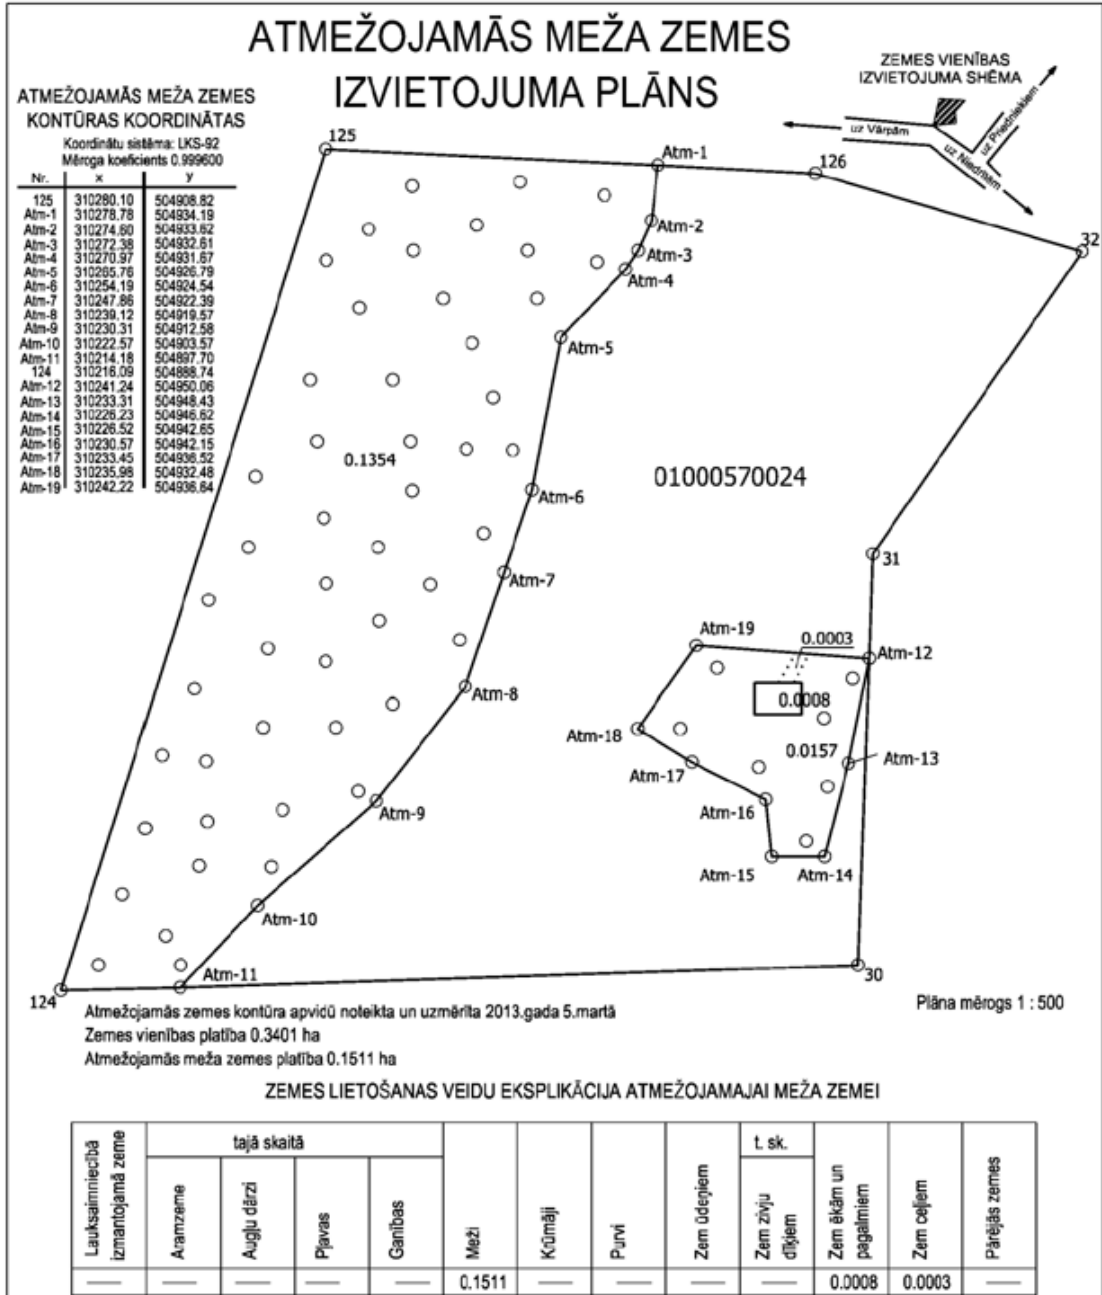 ATMEŽOJAMĀS MEŽA ZEMES
IZVIETOJUMA PLĀNS
ZEMES VIENĪBAS
IZVIETOJUMA SHĒMA
uz Vārpām
uz Priedniekiem
uz Niedrēm
ATMEŽOJAMĀS MEŽA ZEMES
KONTŪRAS KOORDINĀTAS
Koordinātu sistēma: LKS-92
Mēroga koeficients 0.999600
Nr. x y
125 310280.10 504908.82
Atm-1 310278.78 504934.19
Atm-2 310274.60 504933.62
Atm-3 310272.38 504932.61
Atm-4 310270.97 504931.67
Atm-5 310265.76 504926.79
Atm-6 310254.19 504924.54
Atm-7 310247.86 504922.39
Atm-8 310239.12 504919.57
Atm-9 310230.31 504912.58
Atm-10 310222.57 504903.57
Atm-11 310214.18 504897.70
124 310216.09 504888.74
Atm-12 310241.24 504950.06
Atm-13 310233.31 504948.43
Atm-14 310226.23 504946.62
Atm-15 310226.52 504942.65
Atm-16 310230.57 504942.15
Atm-17 310233.45 504936.52
Atm-18 310235.98 504932.48
Atm-19 310242.22 504936.64
125
Atm-1
126
Atm-2
32
Atm-3
Atm-4
Atm-5
0.1354
01000570024
Atm-6
31
Atm-7
Atm-19
0.0003
Atm-12
Atm-8
0.0008
Atm-18
0.0157
Atm-13
Atm-17
Atm-9
Atm-16
Atm-15
Atm-14
Atm-10
Atm-11
30
124
Atmežojamās zemes kontūra apvidū noteikta un uzmērīta 2013.gada 5.martā
Plāna mērogs 1 : 500
Zemes vienības platība 0.3401 ha
Atmežojamās meža zemes platība 0.1511 ha
ZEMES LIETOŠANAS VEIDU EKSPLIKĀCIJA ATMEŽOJAMAJAI MEŽA ZEMEI
Lauksaimniecībā
izmantojamā zeme
tajā skaitā
Aramzeme
Augļu dārzi
Pļavas
Ganības
Meži
Krūmāji
Purvi
Zem ūdeņiem
t. sk.
Zem zivju
dīķiem
Zem ēkām un
pagalmiem
Zem ceļiem
Pārējās zemes
— — — — — 0.1511 — — — — 0.0008 0.0003 —